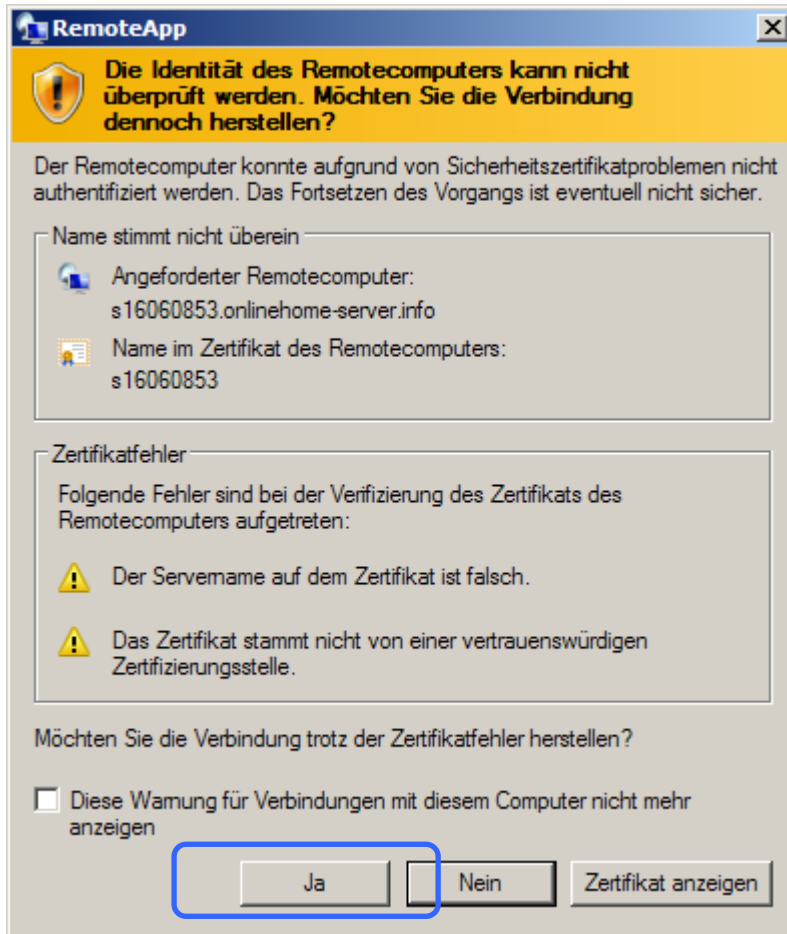 RemoteApp
Die Identität des Remotecomputers kann nicht
überprüft werden. Möchten Sie die Verbindung
dennoch herstellen?
Der Remotecomputer konnte aufgrund von Sicherheitszertifikatproblemen nicht
authentifiziert werden. Das Fortsetzen des Vorgangs ist eventuell nicht sicher.
Name stimmt nicht überein
Angeforderter Remotecomputer:
s16060853.onlinehome-server.info
Name im Zertifikat des Remotecomputers:
s16060853
Zertifikatfehler
Folgende Fehler sind bei der Verifizierung des Zertifikats des
Remotecomputers aufgetreten:
Der Servername auf dem Zertifikat ist falsch.
Das Zertifikat stammt nicht von einer vertrauenswürdigen
Zertifizierungsstelle.
Möchten Sie die Verbindung trotz der Zertifikatfehler herstellen?
Diese Warnung für Verbindungen mit diesem Computer nicht mehr
anzeigen
Ja Nein Zertifikat anzeigen